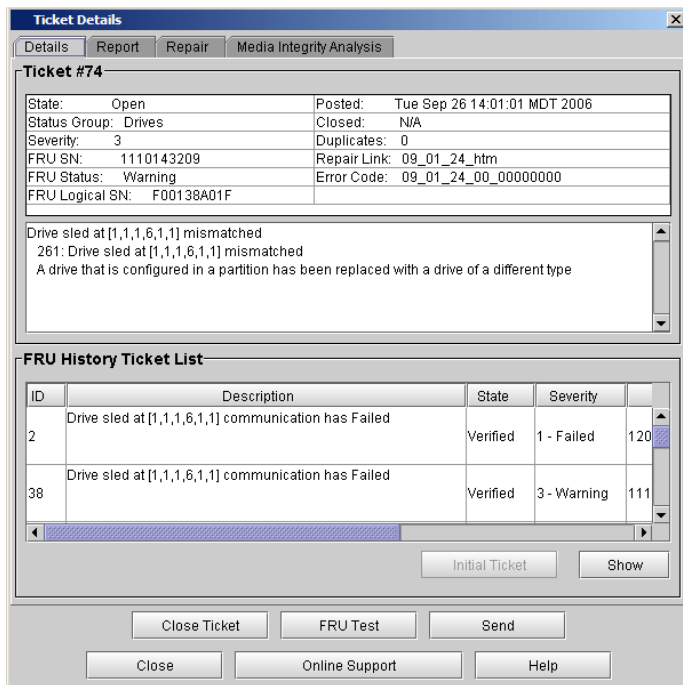 Ticket Details
Details Report Repair Media Integrity Analysis
Ticket #74
State: Open Posted: Tue Sep 26 14:01:01 MDT 2006
Status Group: Drives Closed: N/A
Severity: 3 Duplicates: 0
FRU SN: 1110143209 Repair Link: 09_01_24_htm
FRU Status: Warning Error Code: 09_01_24_00_00000000
FRU Logical SN: F00138A01F
Drive sled at [1,1,1,6,1,1] mismatched
261: Drive sled at [1,1,1,6,1,1] mismatched
A drive that is configured in a partition has been replaced with a drive of a different type
FRU History Ticket List
ID Description State Severity
Drive sled at [1,1,1,6,1,1] communication has Failed
2 Verified 1 - Failed 120
Drive sled at [1,1,1,6,1,1] communication has Failed
38 Verified 3 - Warning 111
Initial Ticket Show
Close Ticket FRU Test Send
Close Online Support Help